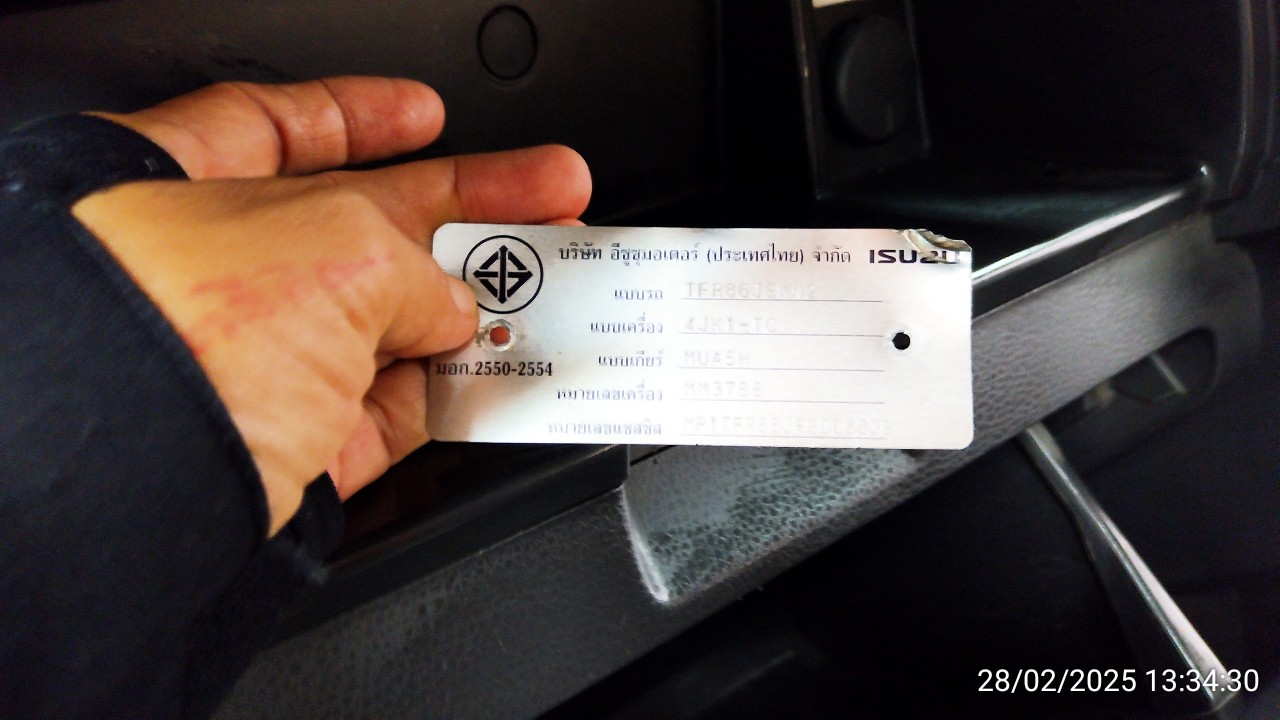 บริษัท อีซูซุมอเตอร์ (ประเทศไทย) จำกัด ISUZU
แบบรถ
แบบเครื่อง 4JK1-TC
แบบเกียร์ MUA5H
มอก.2550-2554
หมายเลขเครื่อง MM3788
หมายเลขแชสซีส์
28/02/2025 13:34:30